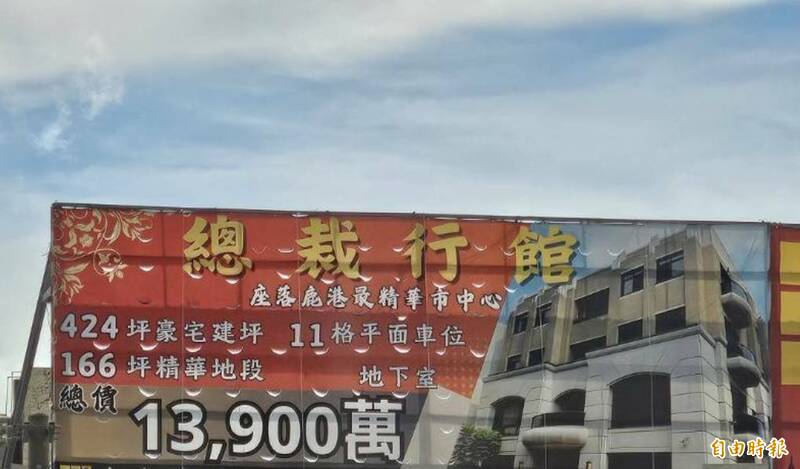 總裁行館
座落鹿港最精華市中心
424坪豪宅建坪 11格平面車位
166坪精華地段 地下室
總價
13,900萬
自由時報